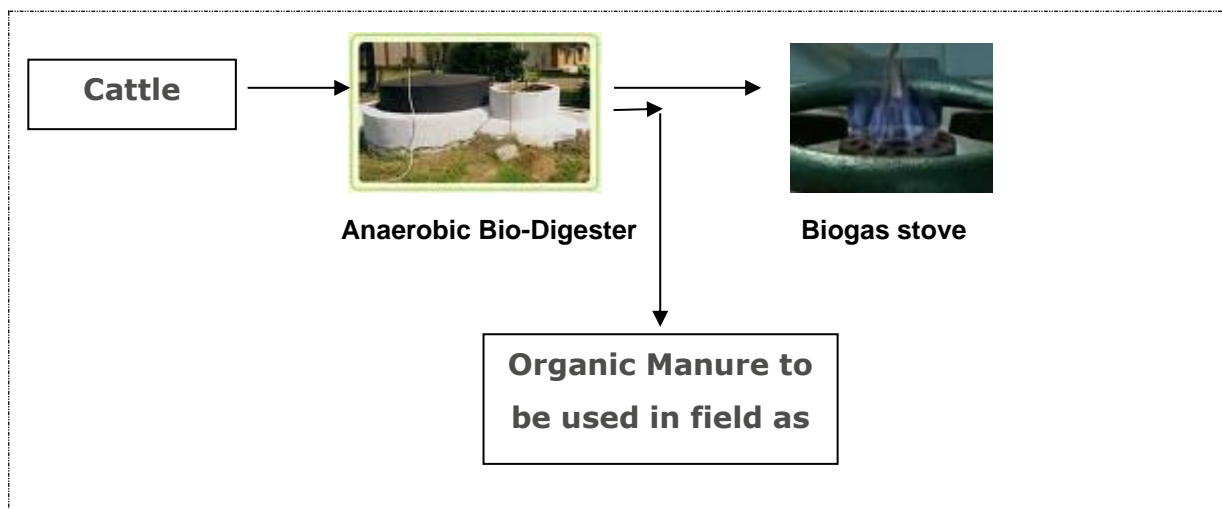 Cattle
Anaerobic Bio-Digester
Biogas stove
Organic Manure to
be used in field as